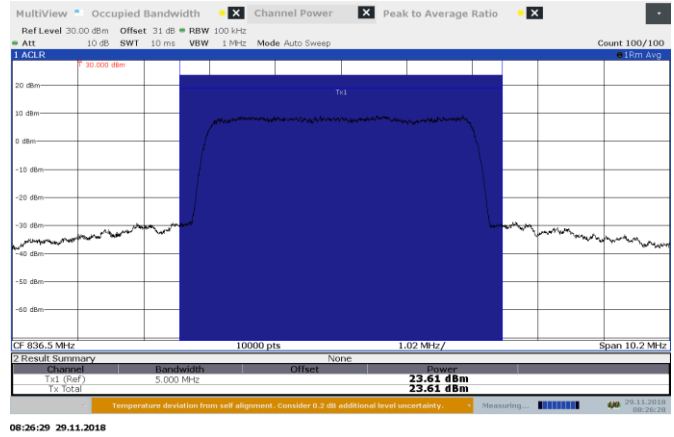 MultiView Occupied Bandwidth X Channel Power X Peak to Average Ratio X
Ref Level 30.00 dBm Offset 31 dB RBW 100 kHz
Att 10 dB SWT 10 ms VBW 1 MHz Mode Auto Sweep Count 100/100
1 ACLR 1Rm Avg
30.000 dBm
Tx1
20 dBm
10 dBm
0 dBm
-10 dBm
-20 dBm
-30 dBm
-40 dBm
-50 dBm
-60 dBm
CF 836.5 MHz 10000 pts 1.02 MHz/ Span 10.2 MHz
2 Result Summary None
Channel Bandwidth Offset Power
Tx1 (Ref) 5.000 MHz 23.61 dBm
Tx Total 23.61 dBm
Temperature deviation from self alignment. Consider 0.2 dB additional level uncertainty. Measuring... 29.11.2018
08:26:28
08:26:29 29.11.2018